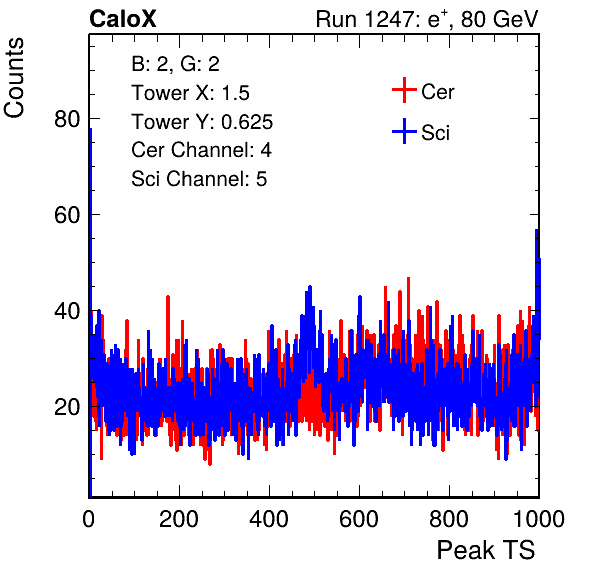 CaloX
Run 1247: e+, 80 GeV
Counts
B: 2, G: 2
Tower X: 1.5
Tower Y: 0.625
Cer Channel: 4
Sci Channel: 5
Cer
Sci
80
60
40
20
0 200 400 600 800 1000
Peak TS